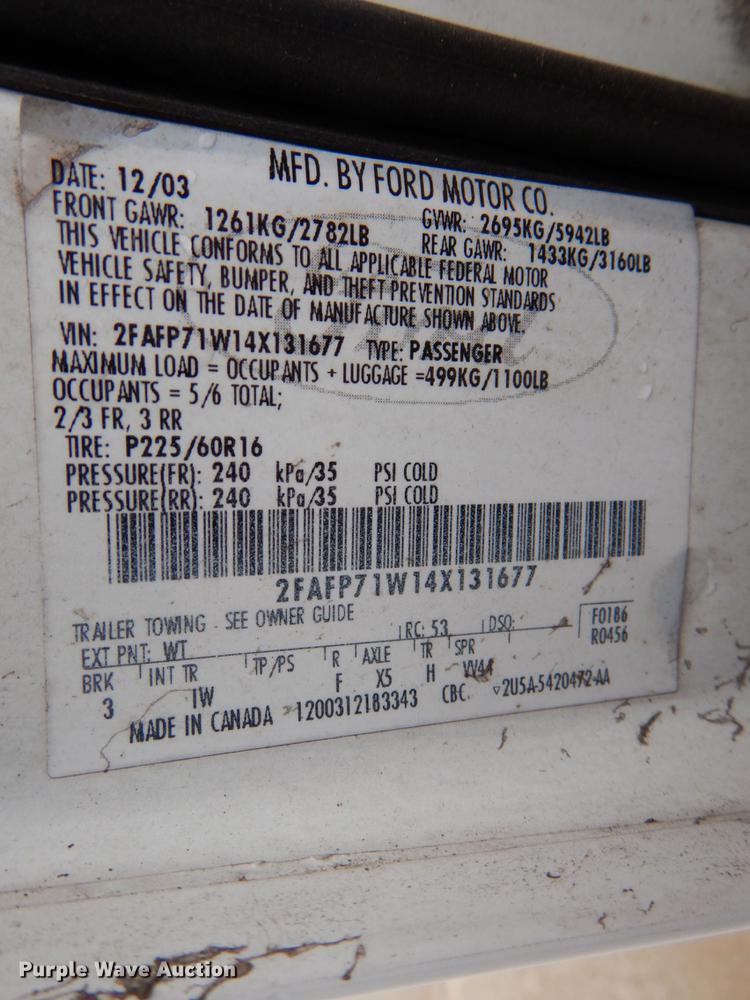 MFD. BY FORD MOTOR CO.
DATE: 12/03
GVWR: 2695KG/5942LB
FRONT GAWR: 1261KG/2782LB
REAR GAWR: 1433KG/3160LB
THIS VEHICLE CONFORMS TO ALL APPLICABLE FEDERAL MOTOR
VEHICLE SAFETY, BUMPER, AND THEFT PREVENTION STANDARDS
IN EFFECT ON THE DATE OF MANUFACTURE SHOWN ABOVE.
VIN: 2FAFP71W14X131677 TYPE: PASSENGER
MAXIMUM LOAD = OCCUPANTS + LUGGAGE =499KG/1100LB
OCCUPANTS = 5/6 TOTAL;
2/3 FR, 3 RR
TIRE: P225/60R16
PRESSURE(FR): 240 kPa/35 PSI COLD
PRESSURE(RR): 240 kPa/35 PSI COLD
2FAFP71W14X131677
TRAILER TOWING - SEE OWNER GUIDE
F0186
R0456
EXT PNT: WT RC: 53 DSO:
BRK INT TR TP/PS R AXLE TR SPR
3 IW F X5 H VV44
MADE IN CANADA 1200312183343 CBC 2U5A-5420472-AA
Purple Wave Auction